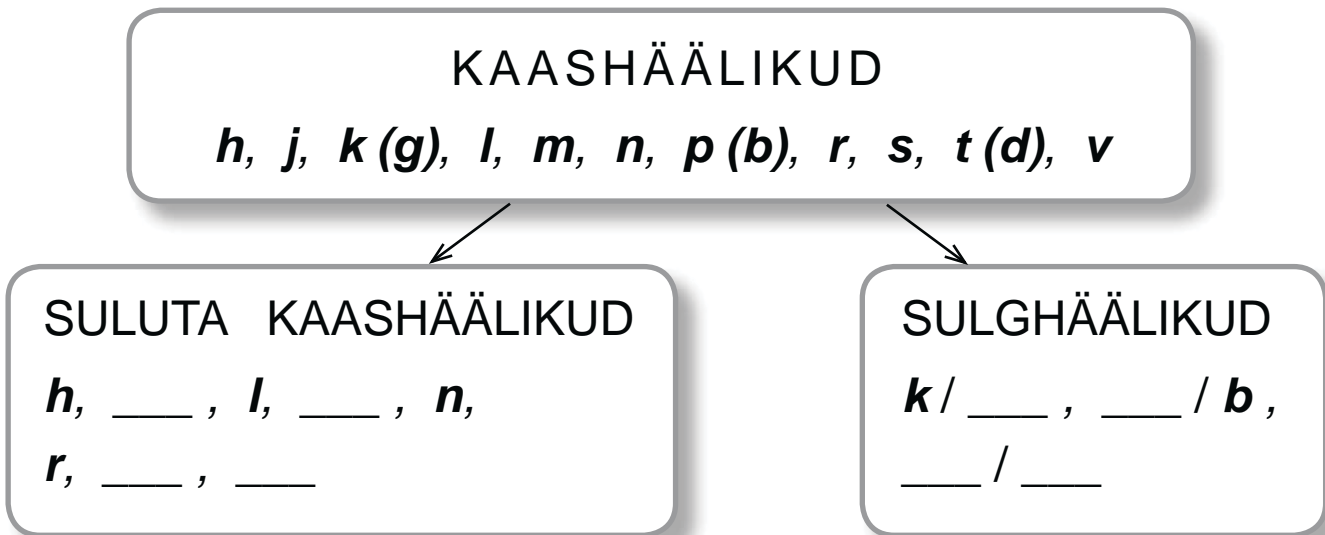 KAASHÄÄLIKUD
h, j, k (g), l, m, n, p (b), r, s, t (d), v
SULUTA KAASHÄÄLIKUD
h, ___ , l, ___ , n,
r, ___ , ___
SULGHÄÄLIKUD
k / ___ , ___ / b ,
___ / ___